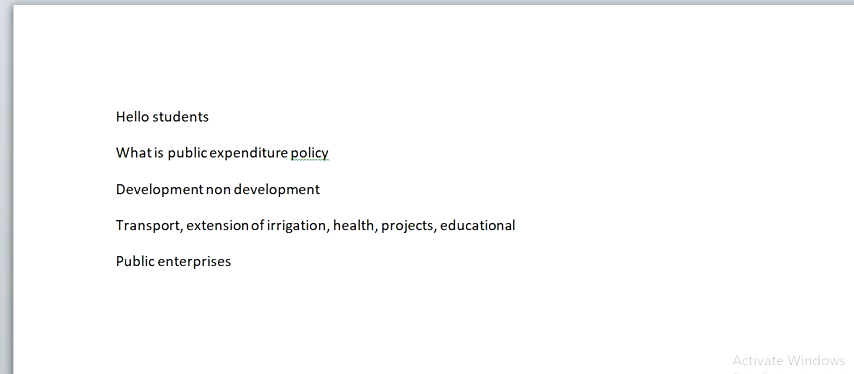 Hello students
What is public expenditure policy
Development non development
Transport, extension of irrigation, health, projects, educational
Public enterprises
Activate Windows